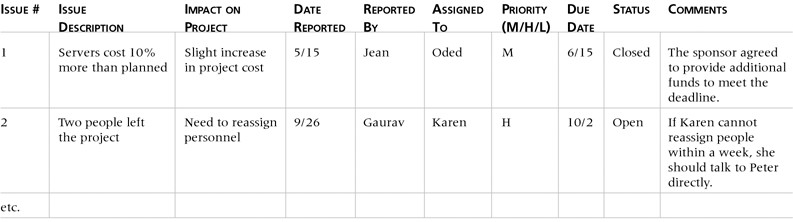 ISSUE # ISSUE DESCRIPTION IMPACT ON PROJECT DATE REPORTED REPORTED BY ASSIGNED TO PRIORITY (M/H/L) DUE DATE STATUS COMMENTS
1 Servers cost 10% more than planned Slight increase in project cost 5/15 Jean Oded M 6/15 Closed The sponsor agreed to provide additional funds to meet the deadline.
2 Two people left the project Need to reassign personnel 9/26 Gaurav Karen H 10/2 Open If Karen cannot reassign people within a week, she should talk to Peter directly.
etc.